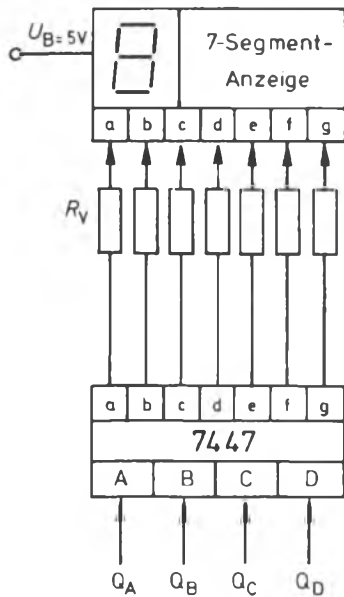 U_B = 5V
7-Segment-
Anzeige
a b c d e f g
R_V
a b c d e f g
7447
A B C D
Q_A Q_B Q_C Q_D